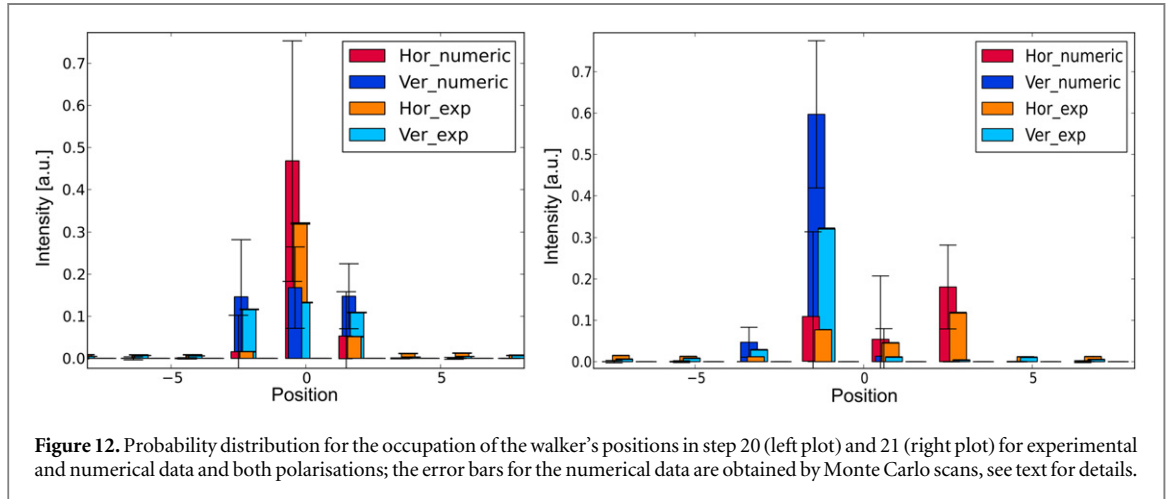 0.7
0.6
0.5
0.4
0.3
0.2
0.1
0.0
Intensity [a.u.]
−5
0
5
Position
Hor_numeric
Ver_numeric
Hor_exp
Ver_exp
0.7
0.6
0.5
0.4
0.3
0.2
0.1
0.0
Intensity [a.u.]
−5
0
5
Position
Hor_numeric
Ver_numeric
Hor_exp
Ver_exp
Figure 12. Probability distribution for the occupation of the walker's positions in step 20 (left plot) and 21 (right plot) for experimental
and numerical data and both polarisations; the error bars for the numerical data are obtained by Monte Carlo scans, see text for details.